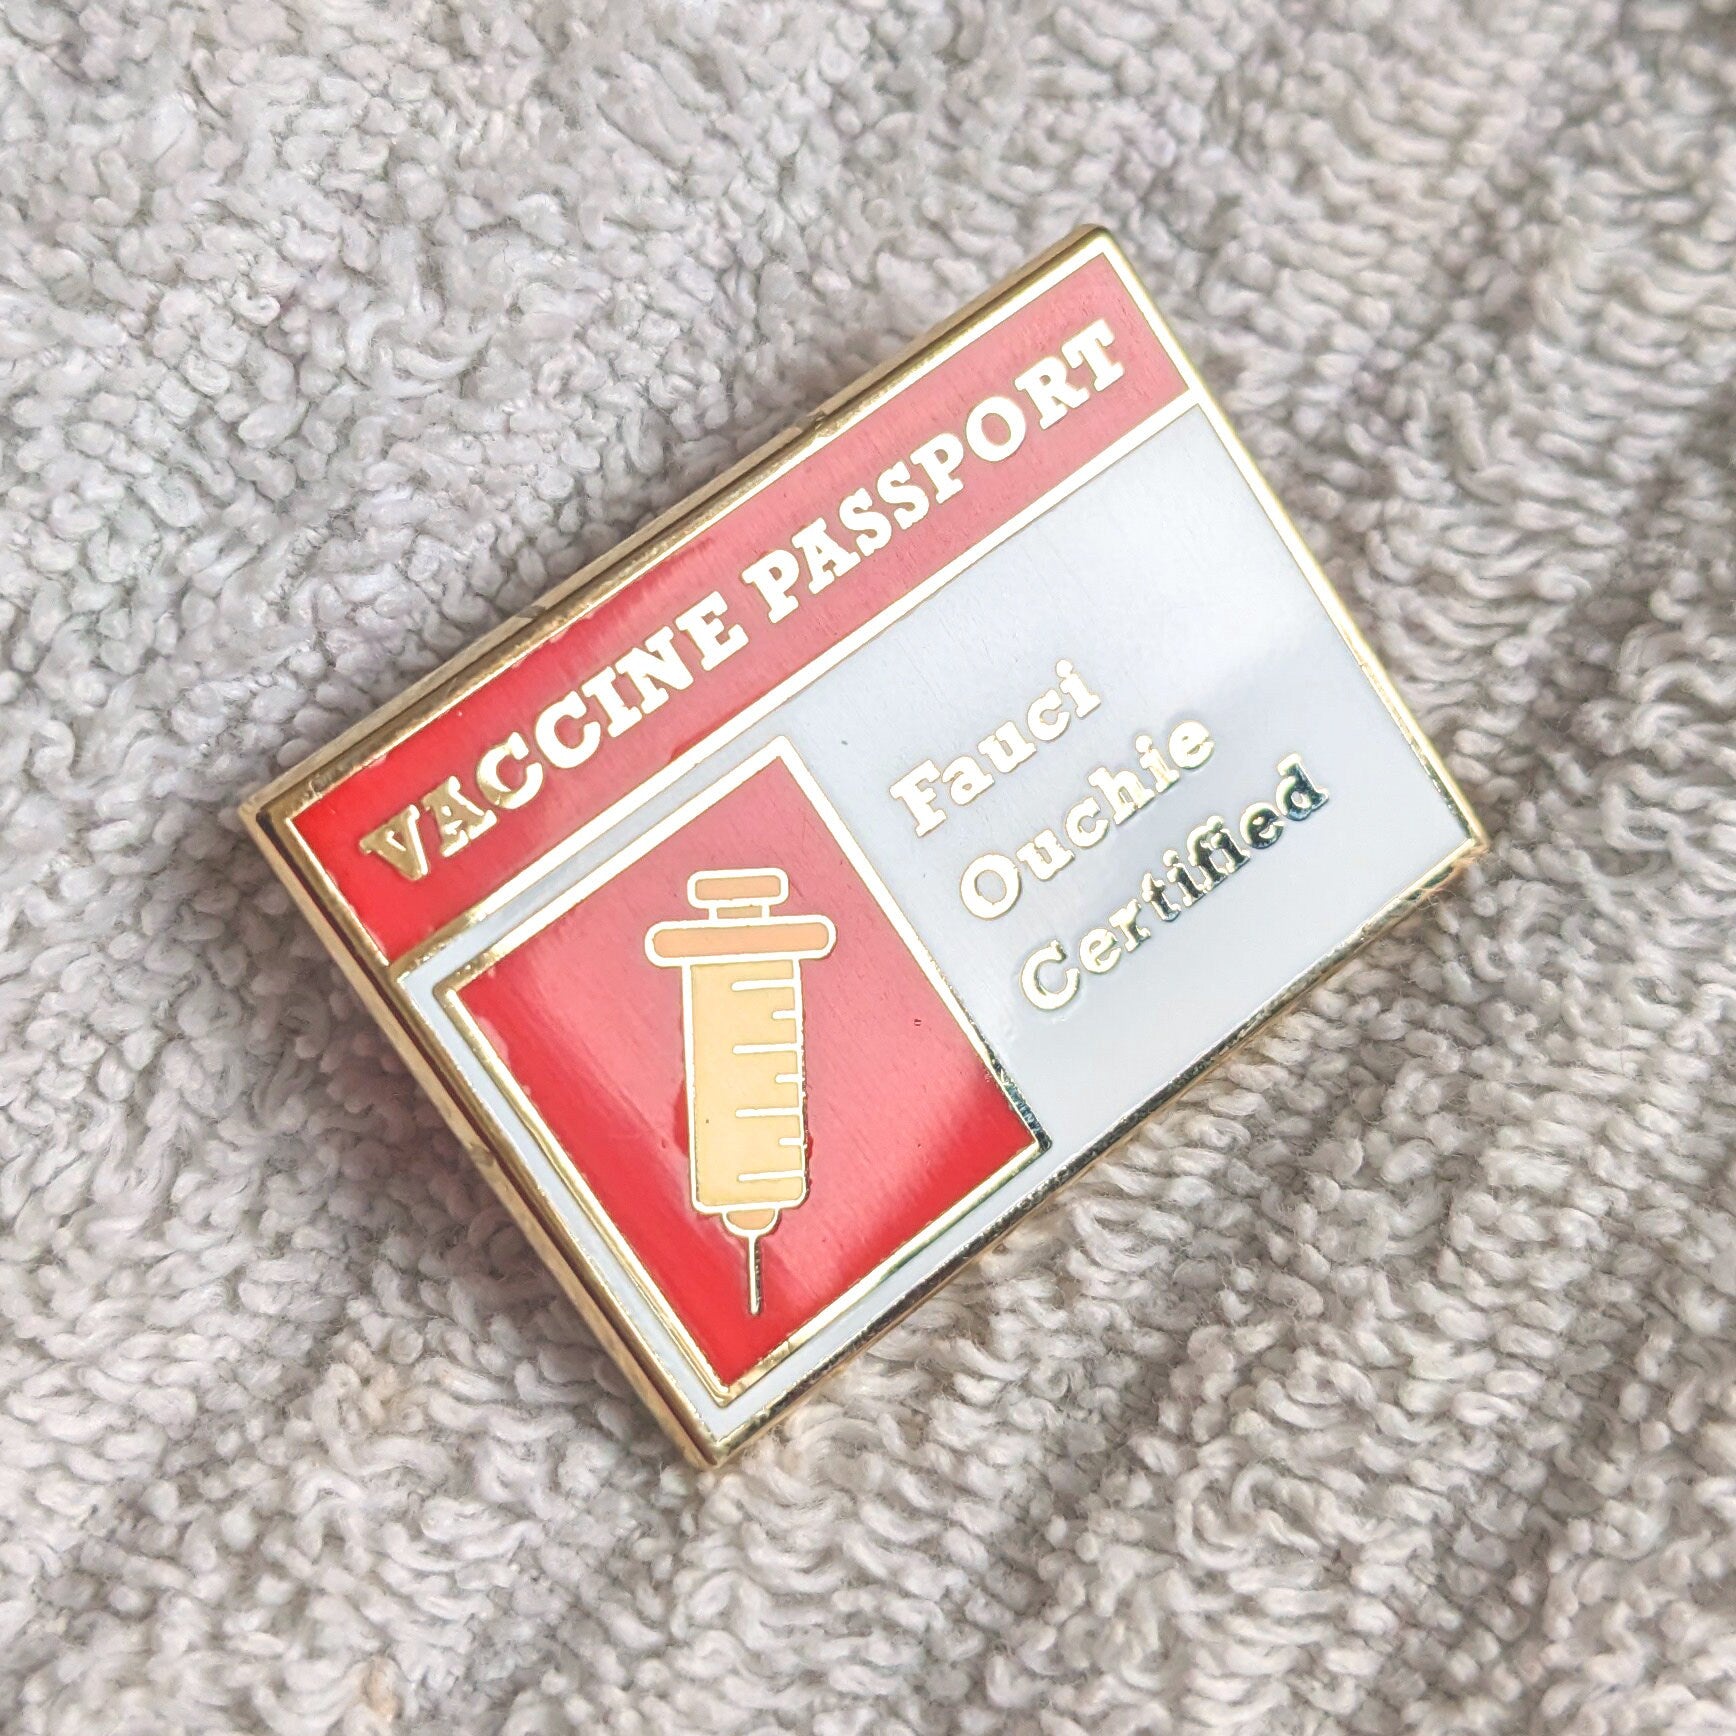 VACCINE PASSPORT
Fauci
Ouchie
Certified